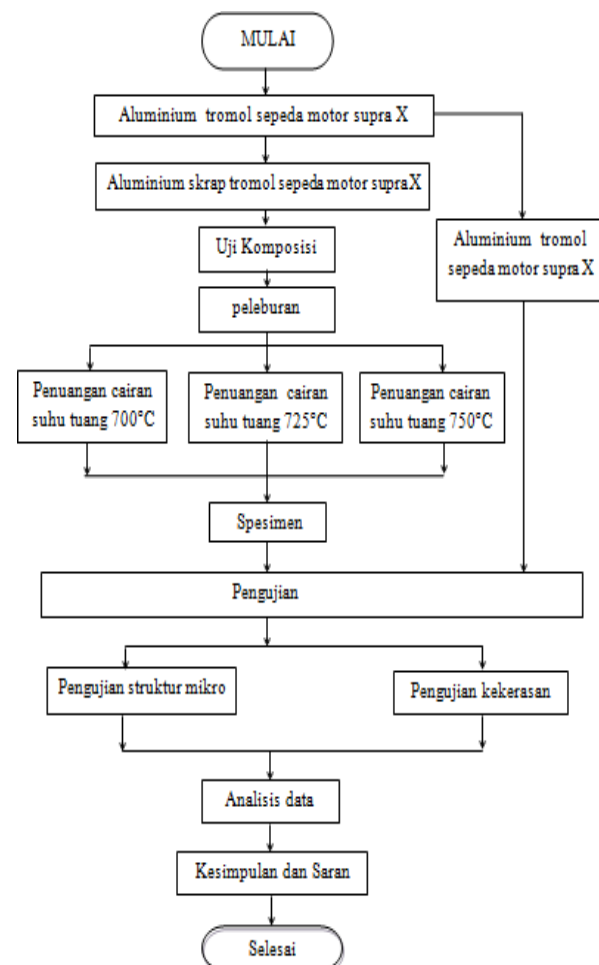 MULAI
Aluminium tromol sepeda motor supra X
Aluminium skrap tromol sepeda motor supra X
Aluminium tromol
sepeda motor supra X
Uji Komposisi
peleburan
Penuangan cairan
suhu tuang 700°C
Penuangan cairan
suhu tuang 725°C
Penuangan cairan
suhu tuang 750°C
Spesimen
Pengujian
Pengujian struktur mikro
Pengujian kekerasan
Analisis data
Kesimpulan dan Saran
Selesai